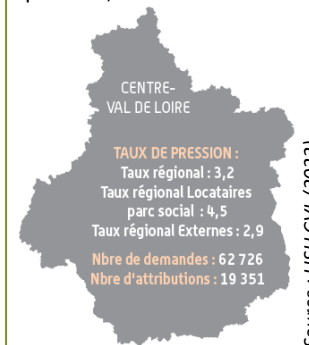 CENTRE-
VAL DE LOIRE
TAUX DE PRESSION :
Taux régional : 3,2
Taux régional Locataires
parc social : 4,5
Taux régional Externes : 2,9
Nbre de demandes : 62 726
Nbre d'attributions : 19 351